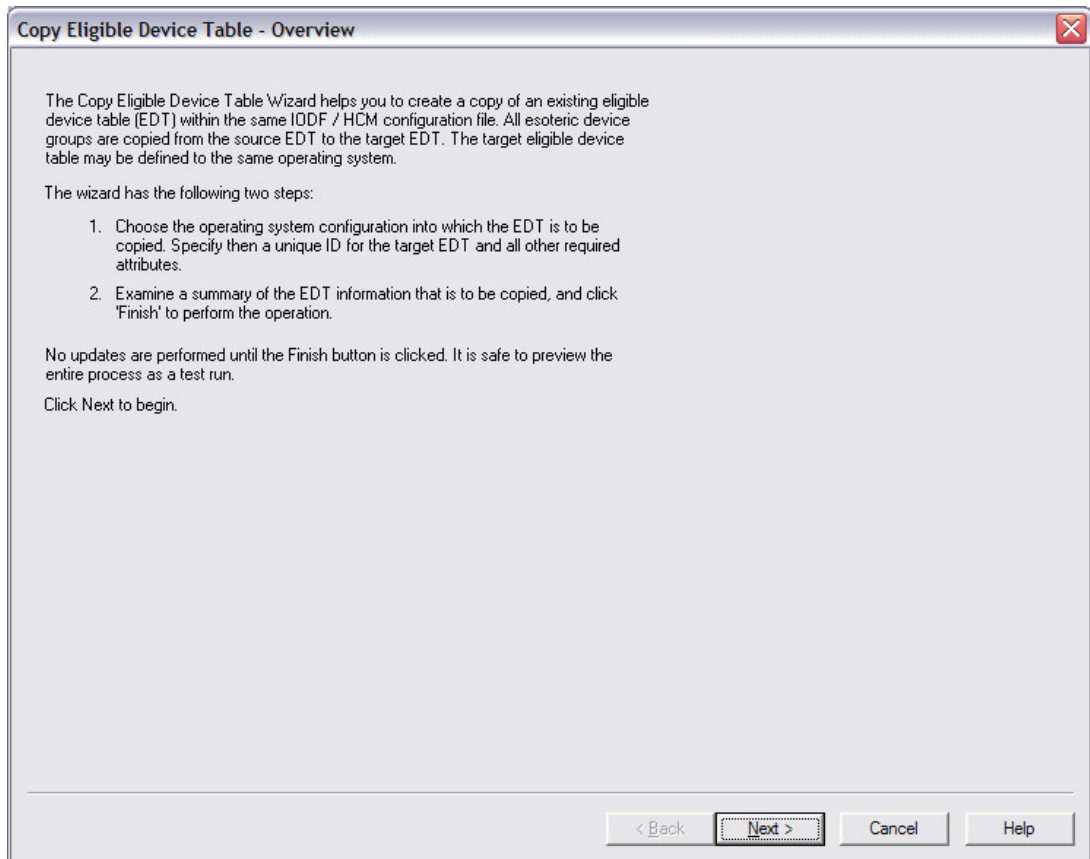 Copy Eligible Device Table - Overview
The Copy Eligible Device Table Wizard helps you to create a copy of an existing eligible
device table (EDT) within the same IODF / HCM configuration file. All esoteric device
groups are copied from the source EDT to the target EDT. The target eligible device
table may be defined to the same operating system.
The wizard has the following two steps:
1. Choose the operating system configuration into which the EDT is to be
copied. Specify then a unique ID for the target EDT and all other required
attributes.
2. Examine a summary of the EDT information that is to be copied, and click
'Finish' to perform the operation.
No updates are performed until the Finish button is clicked. It is safe to preview the
entire process as a test run.
Click Next to begin.
< Back Next > Cancel Help